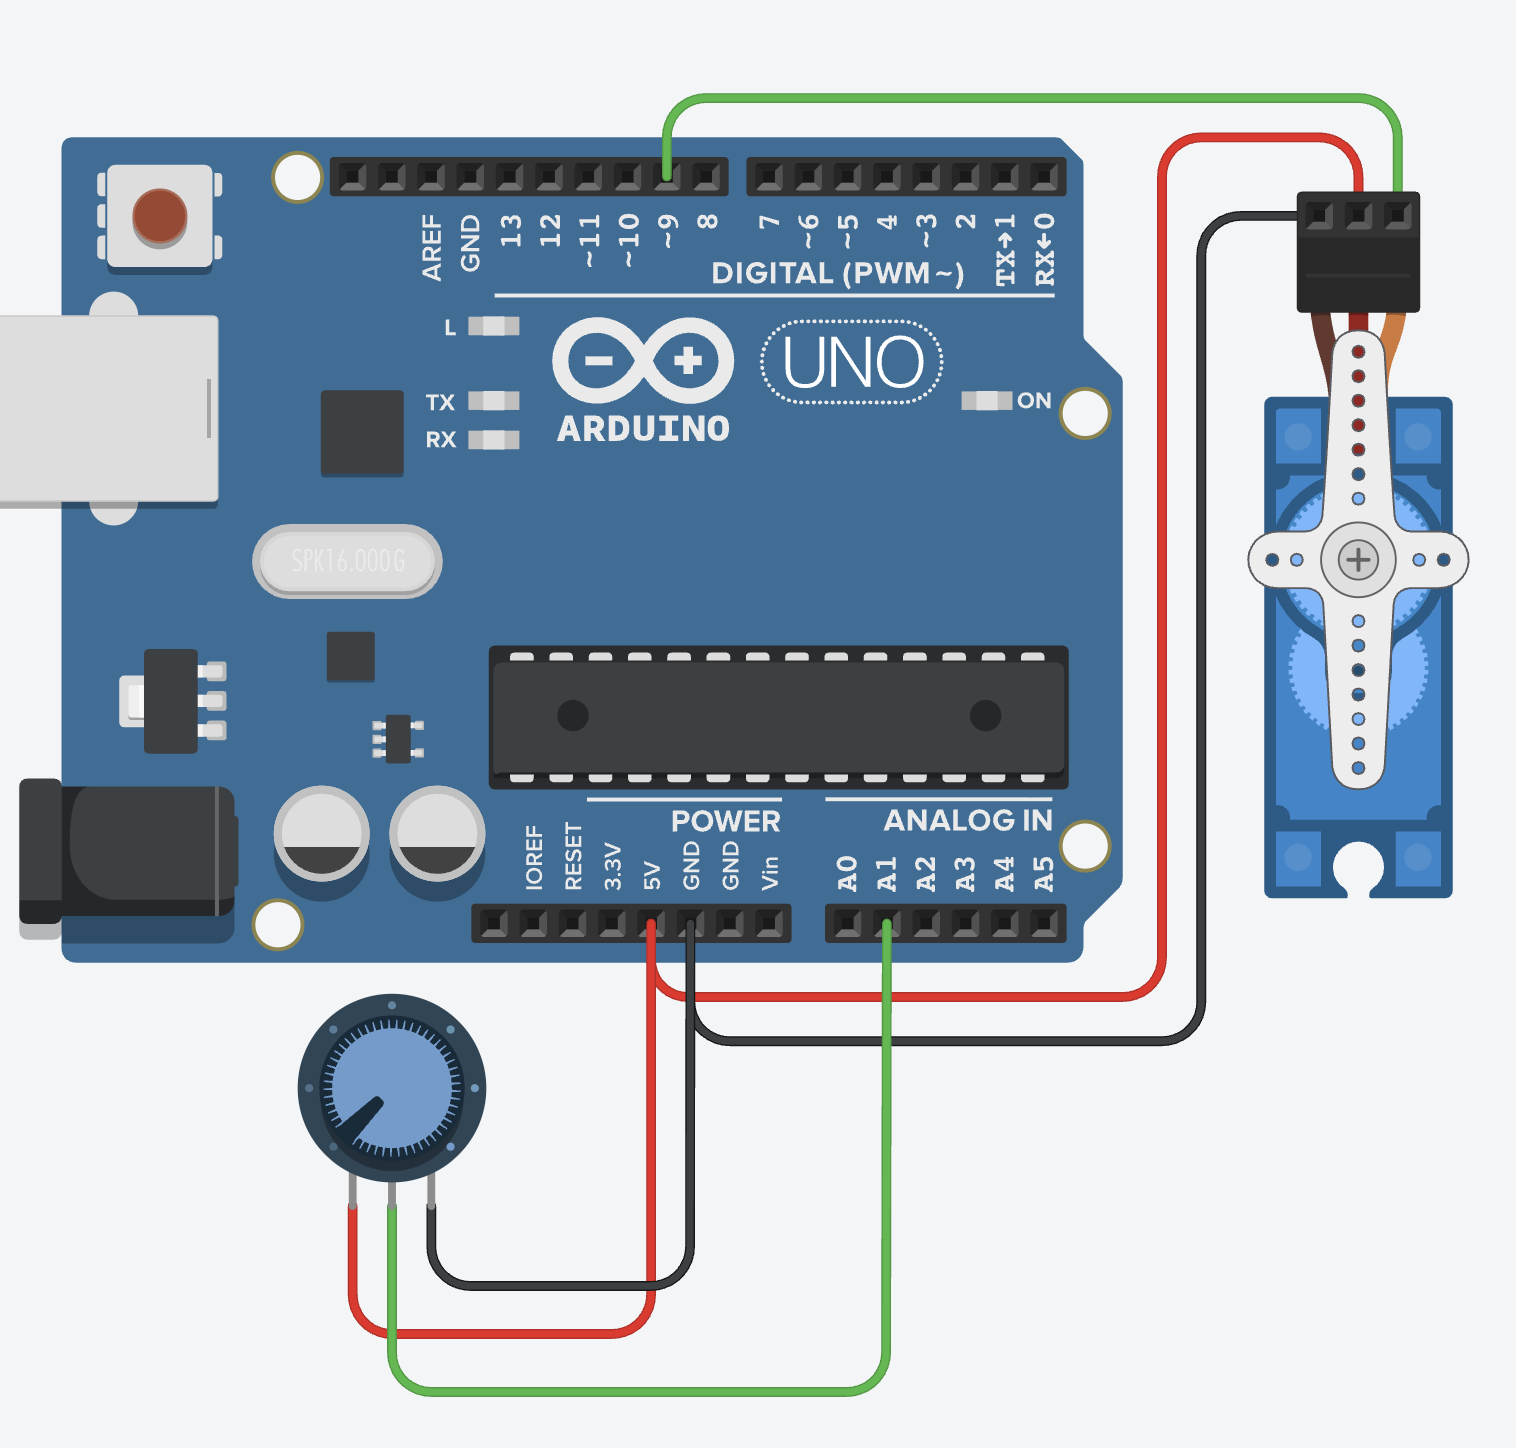 AREF GND 13 12 ~11 ~10 ~9 8 7 ~6 ~5 4 ~3 2 TX→1 RX←0
DIGITAL (PWM ~)
L
TX
RX
UNO
ON
ARDUINO
SPK16.000G
POWER
ANALOG IN
IOREF RESET 3.3V 5V GND GND Vin A0 A1 A2 A3 A4 A5